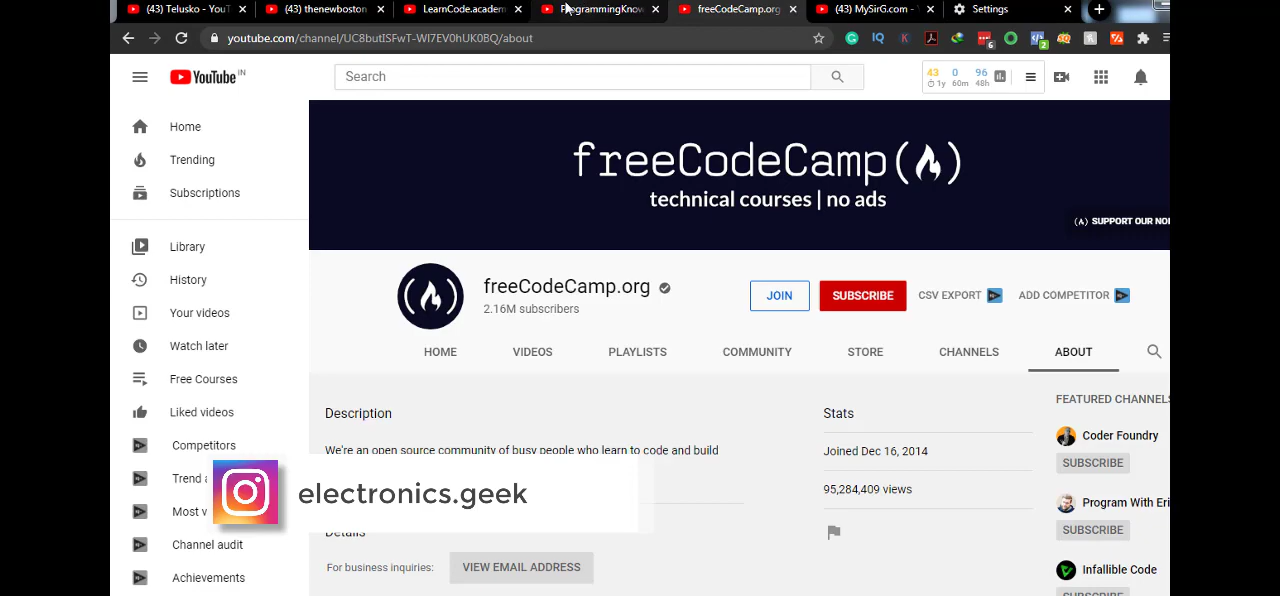 (43) Telusko - YouT
(43) thenewboston
LearnCode.academ
ProgrammingKnow
freeCodeCamp.org
(43) MySirG.com -
Settings
youtube.com/channel/UC8butISFwT-Wl7EV0hUK0BQ/about
YouTube IN
Search
43 0 96
1y 60m 48h
Home
Trending
Subscriptions
Library
History
Your videos
Watch later
Free Courses
Liked videos
Competitors
Trend a
Most v
Channel audit
Achievements
freeCodeCamp(
technical courses | no ads
SUPPORT OUR NON
freeCodeCamp.org
2.16M subscribers
JOIN
SUBSCRIBE
CSV EXPORT
ADD COMPETITOR
HOME VIDEOS PLAYLISTS COMMUNITY STORE CHANNELS ABOUT
Description
We're an open source community of busy people who learn to code and build
Details
For business inquiries:
VIEW EMAIL ADDRESS
Stats
Joined Dec 16, 2014
95,284,409 views
FEATURED CHANNELS
Coder Foundry
SUBSCRIBE
Program With Eri
SUBSCRIBE
Infallible Code
SUBSCRIBE
electronics.geek